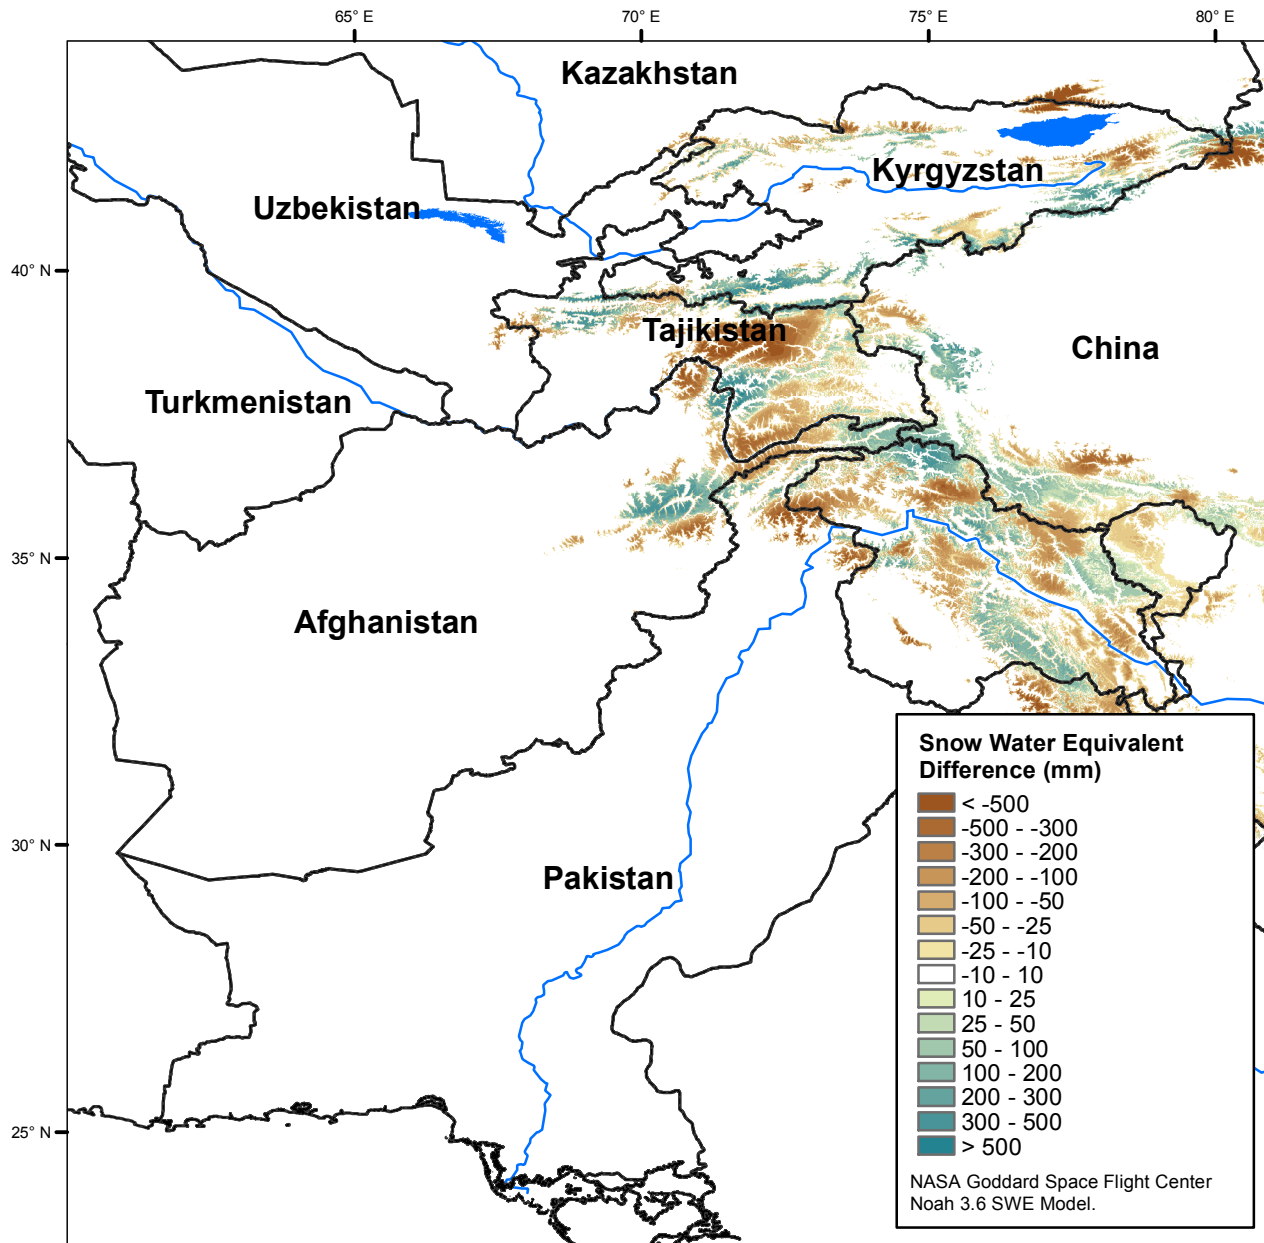 65° E
70° E
75° E
80° E
Kazakhstan
Kyrgyzstan
Uzbekistan
40° N
Tajikistan
China
Turkmenistan
35° N
Afghanistan
30° N
Pakistan
25° N
Snow Water Equivalent
Difference (mm)
< -500
-500 - -300
-300 - -200
-200 - -100
-100 - -50
-50 - -25
-25 - -10
-10 - 10
10 - 25
25 - 50
50 - 100
100 - 200
200 - 300
300 - 500
> 500
NASA Goddard Space Flight Center
Noah 3.6 SWE Model.